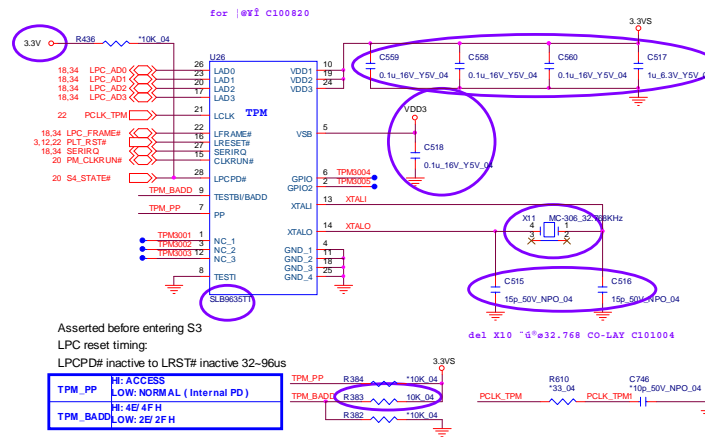 for ¦@¥Ϊ C100820
3.3VS
3.3V
R436
*10K_04
U26
C559
C558
C560
C517
0.1u_16V_Y5V_04
0.1u_16V_Y5V_04
0.1u_16V_Y5V_04
1u_6.3V_Y5V_0
18,34 LPC_AD0
26
LAD0
VDD1
10
18,34 LPC_AD1
23
LAD1
VDD2
19
18,34 LPC_AD2
20
LAD2
VDD3
24
18,34 LPC_AD3
17
LAD3
22 PCLK_TPM
21
LCLK
TPM
VDD3
18,34 LPC_FRAME#
22
LFRAME#
VSB
5
3,12,22 PLT_RST#
16
LRESET#
27,34 SERIRQ
27
SERIRQ
C518
20 PM_CLKRUN#
15
CLKRUN#
0.1u_16V_Y5V_04
20 S4_STATE#
28
LPCPD#
GPIO
6
TPM3004
GPIO2
2
TPM3005
TPM_BADD
9
TESTBI/BADD
XTALI
13
XTALI
TPM_PP
7
PP
X11
MC-306_32.768KHz
4
1
3
2
XTALO
14
XTALO
TPM3001
1
NC_1
GND_1
4
TPM3002
3
NC_2
GND_2
11
TPM3003
12
NC_3
GND_3
18
8
TESTI
GND_4
25
C515
C516
15p_50V_NPO_04
15p_50V_NPO_04
SLB9635TT
Asserted before entering S3
LPC reset timing:
LPCPD# inactive to LRST# inactive 32~96us
del X10 ¨ú®ø32.768 CO-LAY C101004
3.3VS
TPM_PP
HI: ACCESS
LOW: NORMAL ( Internal PD )
TPM_BADD
HI: 4E/ 4F H
LOW: 2E/ 2F H
TPM_PP
R384
*10K_04
TPM_BADD
R383
10K_04
R382
*10K_04
PCLK_TPM
R610
*33_04
PCLK_TPM1
C746
*10p_50V_NPO_04